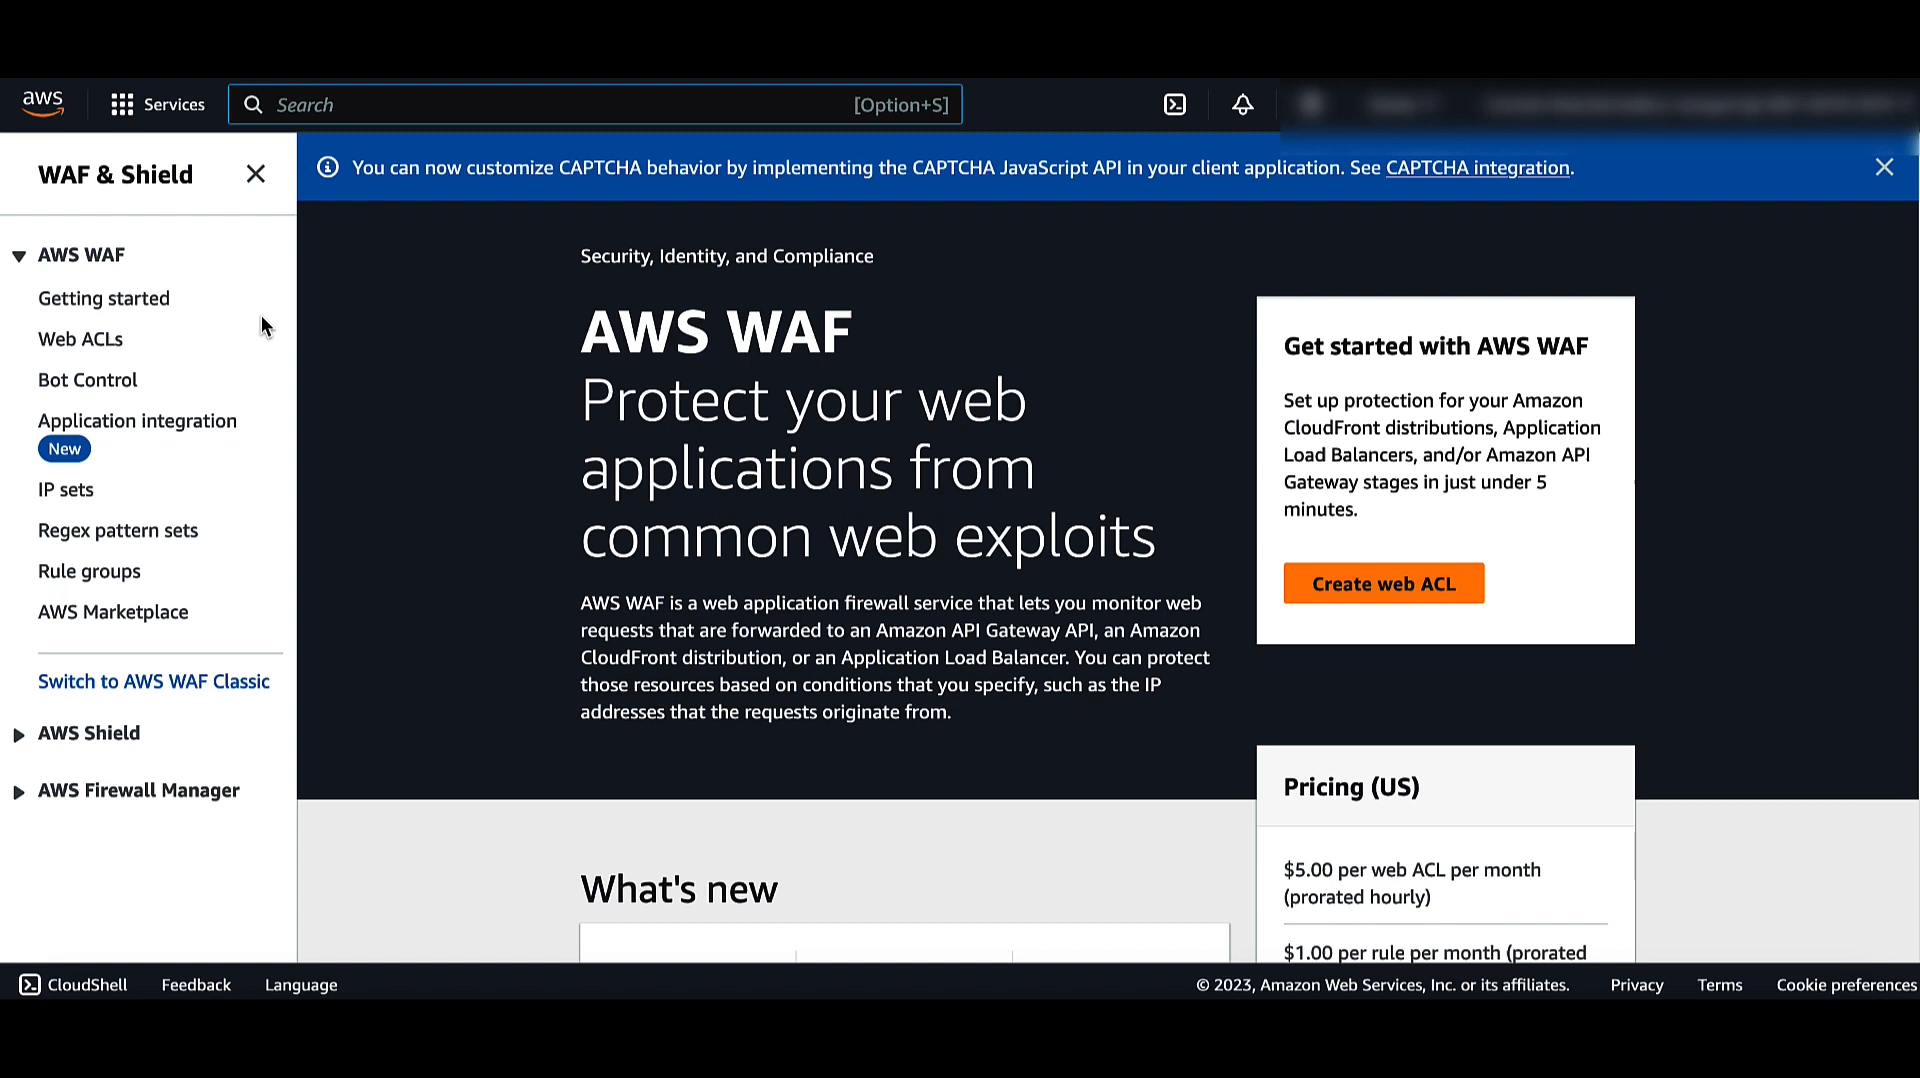 aws
Services
Search
[Option+S]
WAF & Shield
You can now customize CAPTCHA behavior by implementing the CAPTCHA JavaScript API in your client application. See CAPTCHA integration.
AWS WAF
Getting started
Web ACLs
Bot Control
Application integration
New
IP sets
Regex pattern sets
Rule groups
AWS Marketplace
Switch to AWS WAF Classic
AWS Shield
AWS Firewall Manager
Security, Identity, and Compliance
AWS WAF
Protect your web
applications from
common web exploits
AWS WAF is a web application firewall service that lets you monitor web
requests that are forwarded to an Amazon API Gateway API, an Amazon
CloudFront distribution, or an Application Load Balancer. You can protect
those resources based on conditions that you specify, such as the IP
addresses that the requests originate from.
Get started with AWS WAF
Set up protection for your Amazon
CloudFront distributions, Application
Load Balancers, and/or Amazon API
Gateway stages in just under 5
minutes.
Create web ACL
Pricing (US)
$5.00 per web ACL per month
(prorated hourly)
$1.00 per rule per month (prorated
What's new
CloudShell
Feedback
Language
© 2023, Amazon Web Services, Inc. or its affiliates.
Privacy
Terms
Cookie preferences